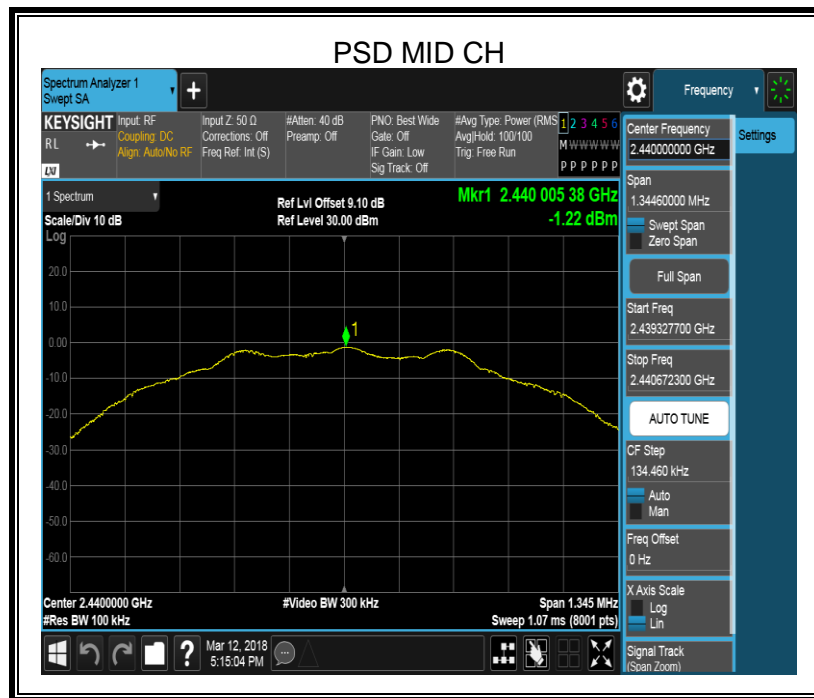 PSD MID CH
Spectrum Analyzer 1
Swept SA
+
Frequency
KEYSIGHT
RL
LXI
Input: RF
Coupling: DC
Align: Auto/No RF
Input Z: 50 Ω
Corrections: Off
Freq Ref: Int (S)
#Atten: 40 dB
Preamp: Off
PNO: Best Wide
Gate: Off
IF Gain: Low
Sig Track: Off
#Avg Type: Power (RMS
Avg|Hold: 100/100
Trig: Free Run
1 2 3 4 5 6
M W W W W W
P P P P P P
Center Frequency
2.440000000 GHz
Settings
Span
1.34460000 MHz
Swept Span
Zero Span
Full Span
Start Freq
2.439327700 GHz
Stop Freq
2.440672300 GHz
AUTO TUNE
CF Step
134.460 kHz
Auto
Man
Freq Offset
0 Hz
X Axis Scale
Log
Lin
Signal Track
(Span Zoom)
1 Spectrum
Scale/Div 10 dB
Ref Lvl Offset 9.10 dB
Ref Level 30.00 dBm
Mkr1 2.440 005 38 GHz
-1.22 dBm
Log
20.0
10.0
0.00
-10.0
-20.0
-30.0
-40.0
-50.0
-60.0
1
Center 2.4400000 GHz
#Res BW 100 kHz
#Video BW 300 kHz
Span 1.345 MHz
Sweep 1.07 ms (8001 pts)
?
Mar 12, 2018
5:15:04 PM